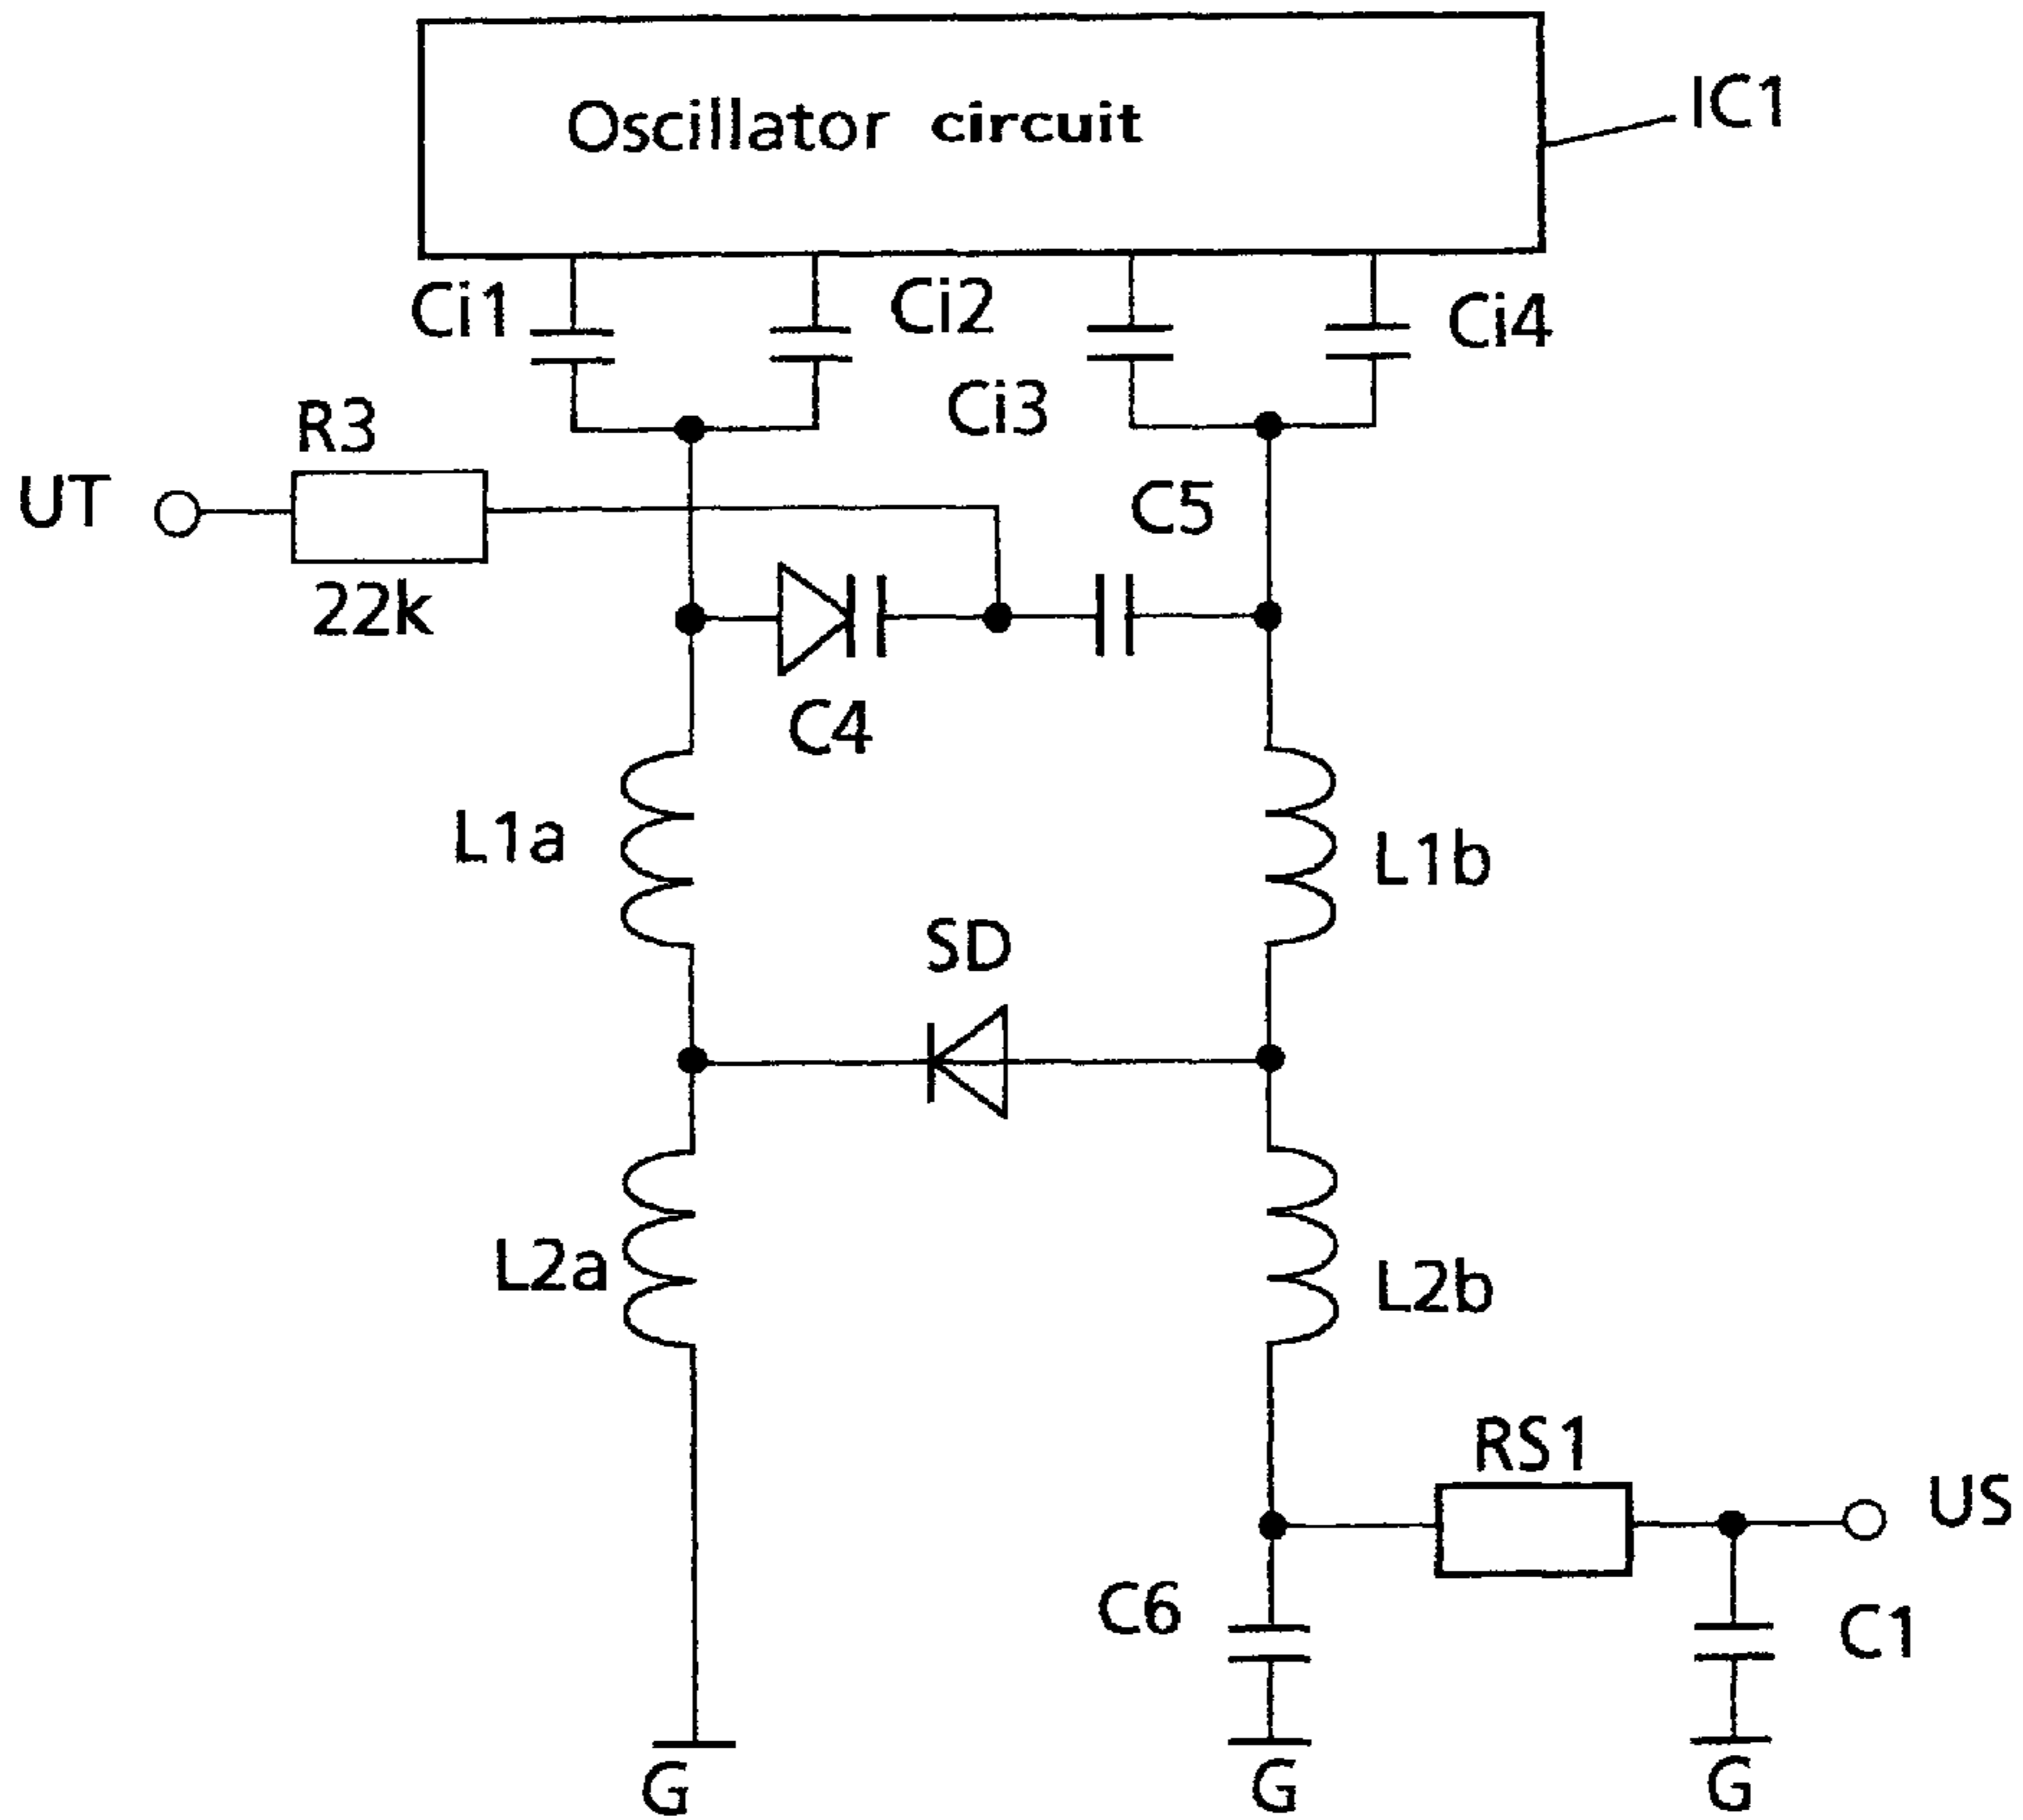 Oscillator circuit
IC1
Ci1
Ci2
Ci3
Ci4
R3
UT
22k
C5
C4
L1a
L1b
SD
L2a
L2b
RS1
US
C6
C1
G
G
G